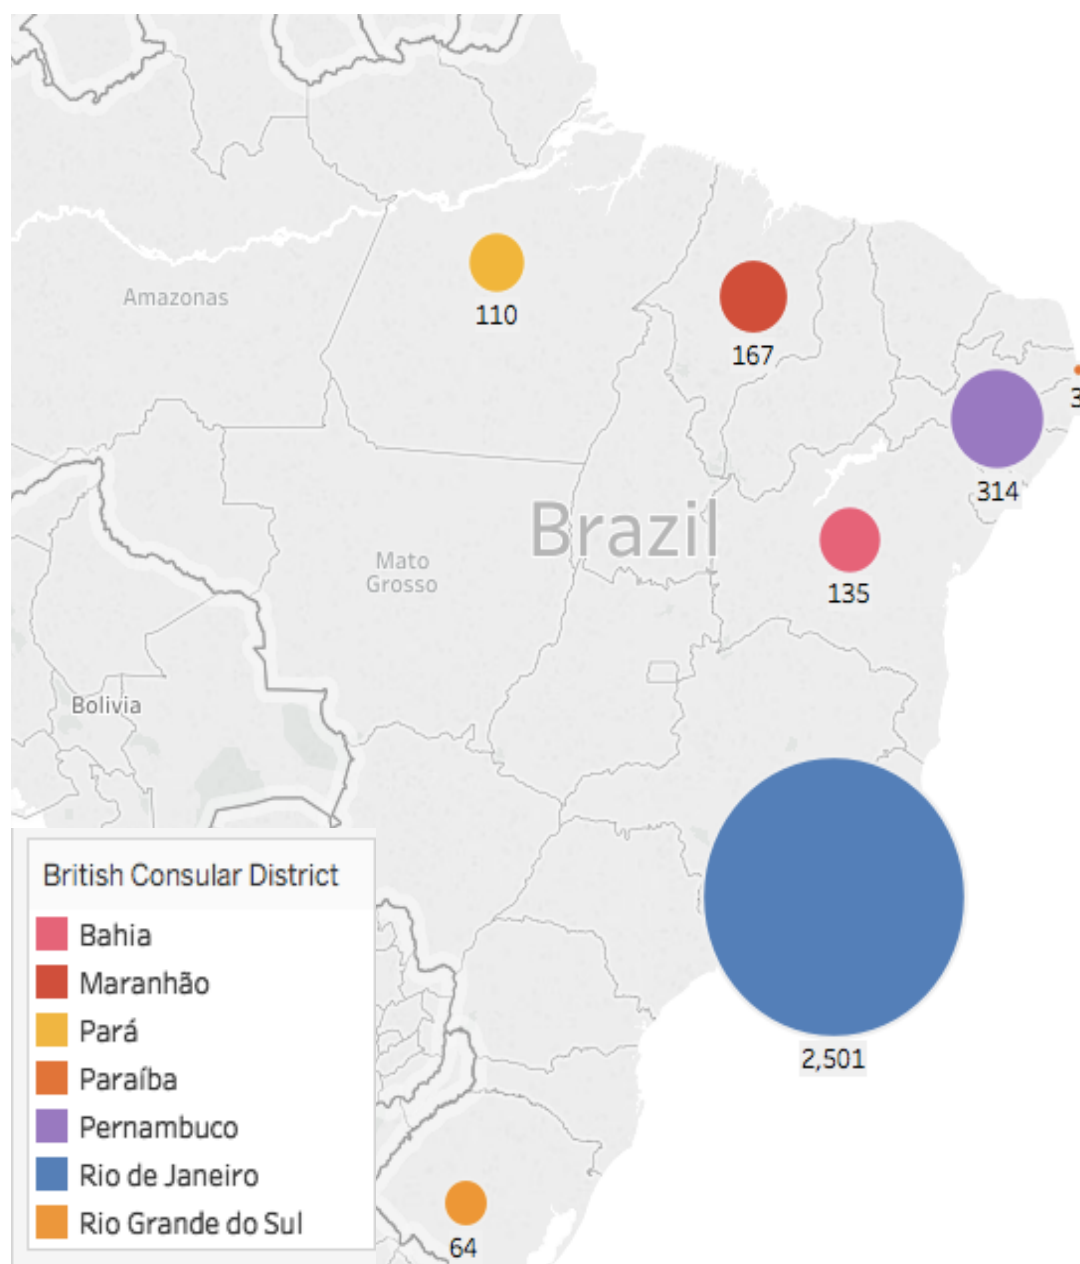 Amazonas
110
167
3
314
Brazil
135
Mato
Grosso
Bolivia
British Consular District
Bahia
Maranhão
Pará
Paraíba
Pernambuco
Rio de Janeiro
Rio Grande do Sul
2,501
64